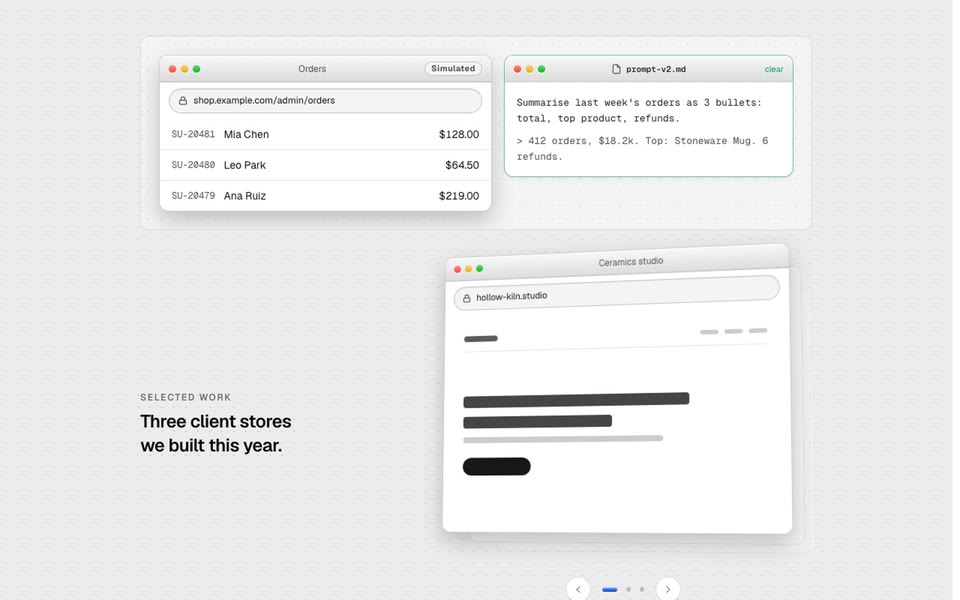 Orders
Simulated
shop.example.com/admin/orders
SU-20481 Mia Chen $128.00
SU-20480 Leo Park $64.50
SU-20479 Ana Ruiz $219.00
prompt-v2.md
clear
Summarise last week's orders as 3 bullets:
total, top product, refunds.
> 412 orders, $18.2k. Top: Stoneware Mug. 6
refunds.
Ceramics studio
hollow-kiln.studio
SELECTED WORK
Three client stores
we built this year.